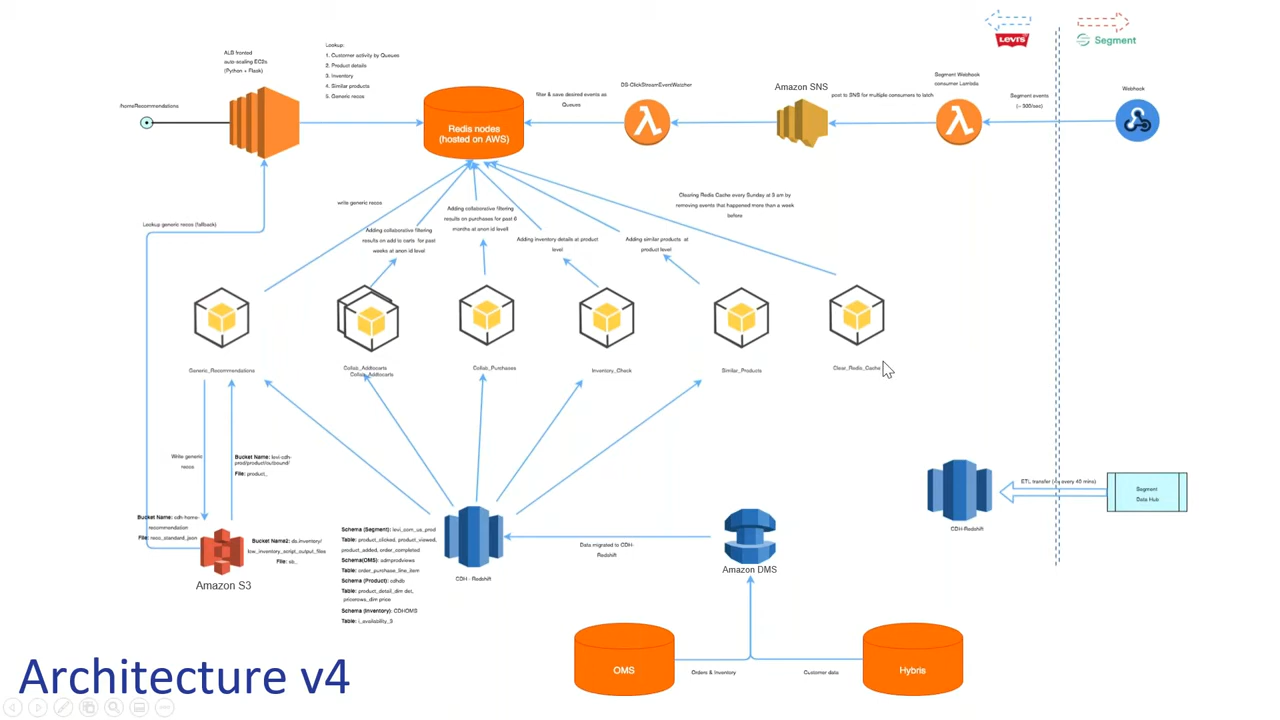 LEVI'S
Segment
ALB fronted
auto-scaling EC2s
(Python + Flask)
Lookup:
1. Customer activity by Queues
2. Product details
3. Inventory
4. Similar products
5. Generic recos
/homeRecommendations
Redis nodes
(hosted on AWS)
filter & save desired events as
Queues
DS-ClickStreamEventWatcher
Amazon SNS
post to SNS for multiple consumers to latch
Segment Webhook
consumer Lambda
Segment events
(~ 300/sec)
Webhook
Lookup generic recos (fallback)
write generic recos
Adding collaborative filtering
results on add to carts for past
weeks at anon id level
Adding collaborative filtering
results on purchases for past 6
months at anon id level
Adding inventory details at product
level
Adding similar products at
product level
Clearing Redis Cache every Sunday at 3 am by
removing events that happened more than a week
before
Generic_Recommendations
Collab_Addtocarts
Collab_Addtocarts
Collab_Purchases
Inventory_Check
Similar_Products
Clear_Redis_Cache
Write generic
recos
Bucket Name: levi-cdh-
prod/product/outbound/
File: product_
Bucket Name: cdh-home-
recommendation
File: reco_standard_json
Bucket Name2: ds.inventory/
low_inventory_script_output_files
File: ob_
Amazon S3
Schema (Segment): levi_com_us_prod
Table: product_clicked, product_viewed,
product_added, order_completed
Schema(OMS): admprodviews
Table: order_purchase_line_item
Schema (Product): cdhdb
Table: product_detail_dim det,
pricerows_dim price
Schema (Inventory): CDHOMS
Table: i_availability_9
CDH - Redshift
Data migrated to CDH-
Redshift
Amazon DMS
CDH-Redshift
ETL transfer (
every 45 mins)
Segment
Data Hub
OMS
Orders & Inventory
Customer data
Hybris
Architecture v4